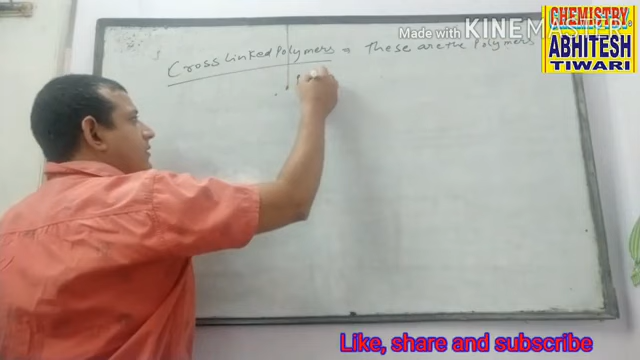 Made with KINEMASTER
CHEMISTRY
ABHITESH
TIWARI
Cross linked Polymers = These are the Polymers
Like, share and subscribe